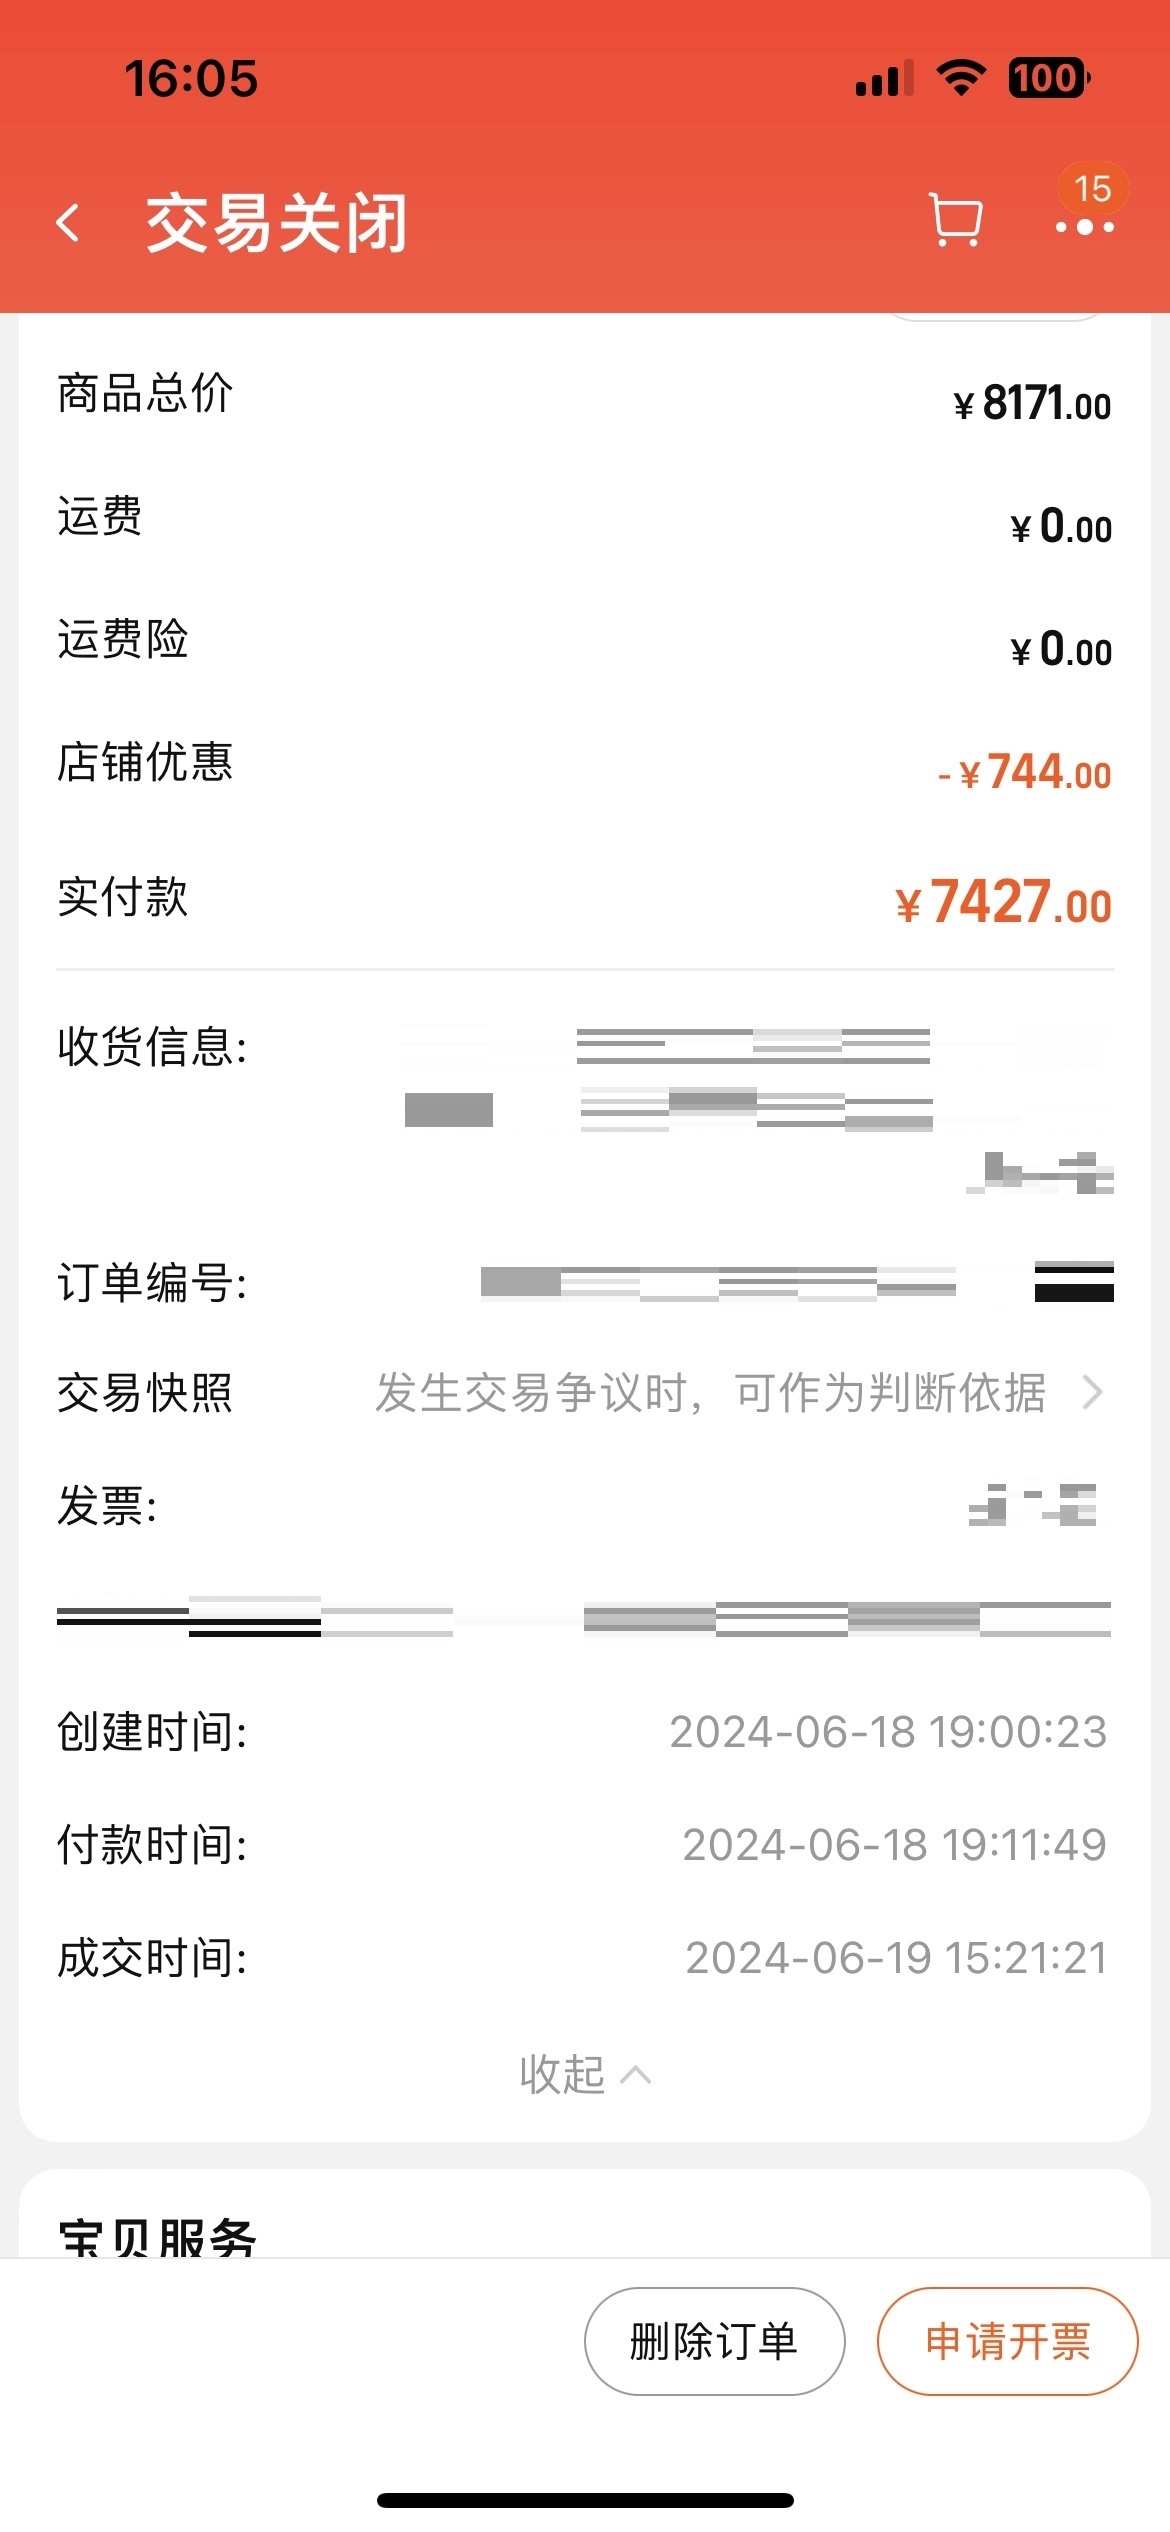 16:05
100
交易关闭
15
商品总价 ¥8171.00
运费 ¥0.00
运费险 ¥0.00
店铺优惠 -¥744.00
实付款 ¥7427.00
收货信息:
订单编号:
交易快照 发生交易争议时，可作为判断依据
发票:
创建时间: 2024-06-18 19:00:23
付款时间: 2024-06-18 19:11:49
成交时间: 2024-06-19 15:21:21
收起
宝贝服务
删除订单 申请开票